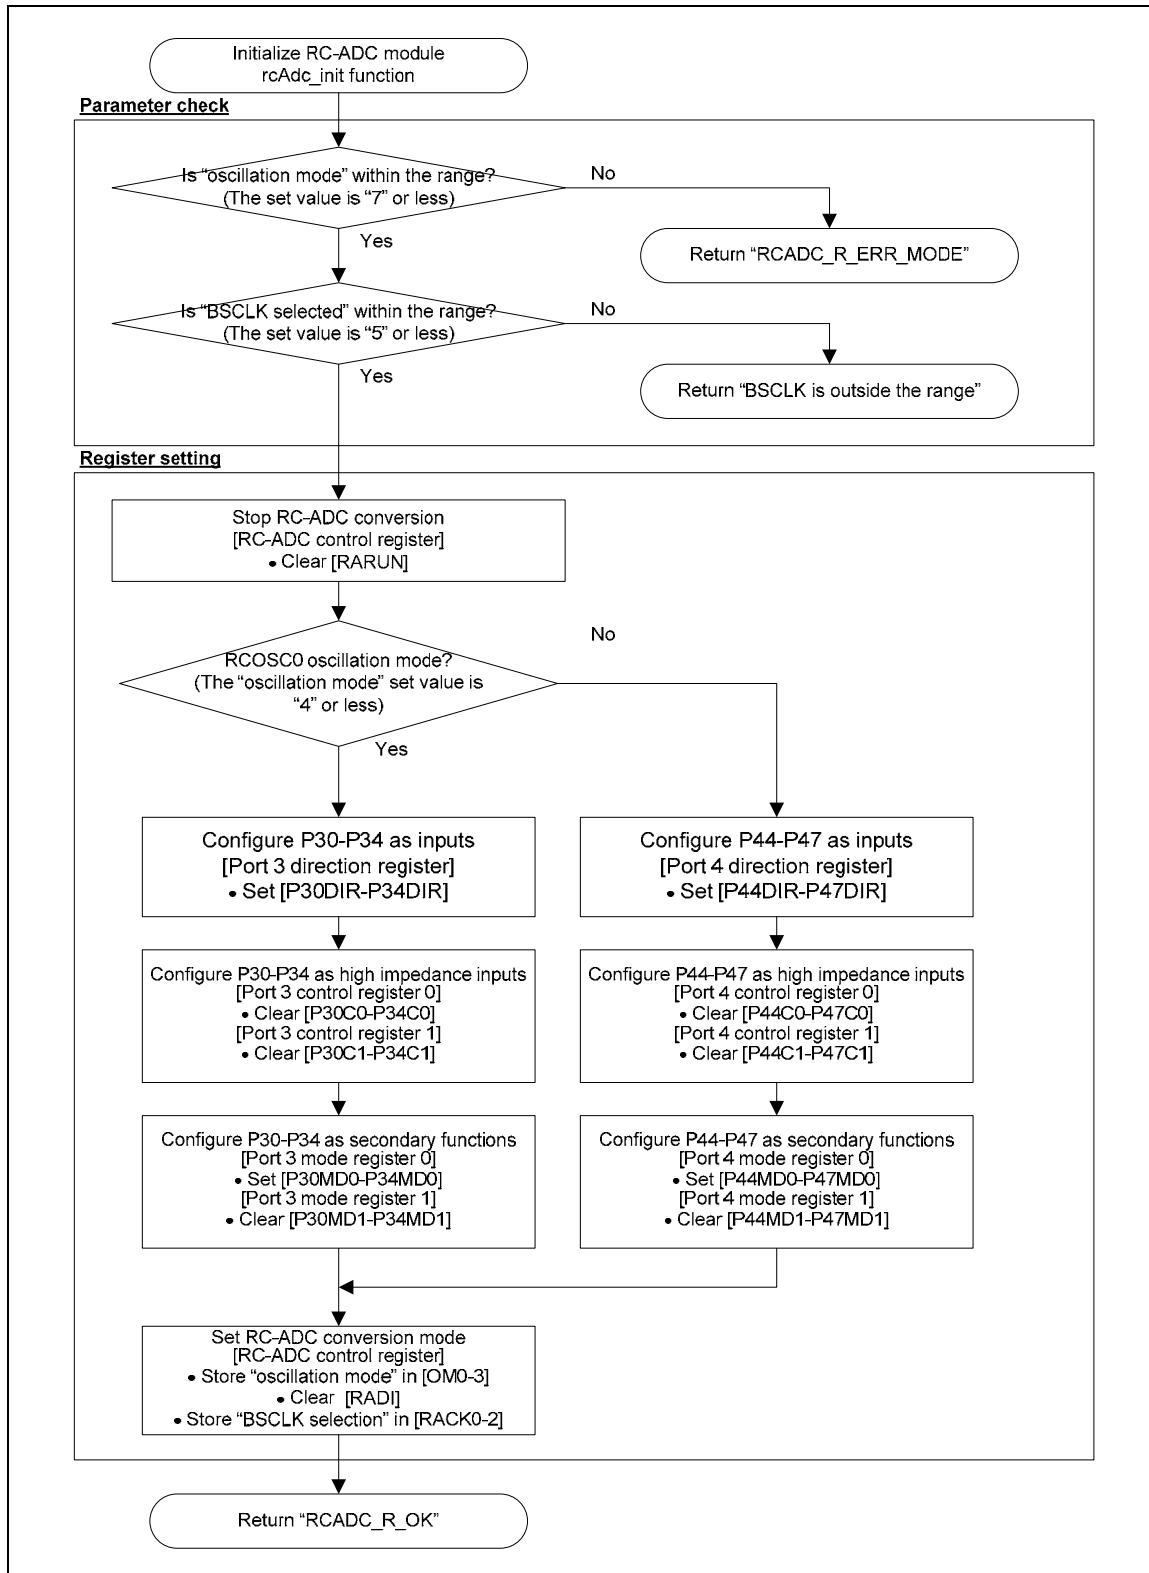 Initialize RC-ADC module
rcAdc_init function
Parameter check
Is “oscillation mode” within the range?
(The set value is “7” or less)
No
Yes
Return “RCADC_R_ERR_MODE”
Is “BSCLK selected” within the range?
(The set value is “5” or less)
No
Yes
Return “BSCLK is outside the range”
Register setting
Stop RC-ADC conversion
[RC-ADC control register]
• Clear [RARUN]
RCOSC0 oscillation mode?
(The “oscillation mode” set value is
“4” or less)
No
Yes
Configure P30-P34 as inputs
[Port 3 direction register]
• Set [P30DIR-P34DIR]
Configure P44-P47 as inputs
[Port 4 direction register]
• Set [P44DIR-P47DIR]
Configure P30-P34 as high impedance inputs
[Port 3 control register 0]
• Clear [P30C0-P34C0]
[Port 3 control register 1]
• Clear [P30C1-P34C1]
Configure P44-P47 as high impedance inputs
[Port 4 control register 0]
• Clear [P44C0-P47C0]
[Port 4 control register 1]
• Clear [P44C1-P47C1]
Configure P30-P34 as secondary functions
[Port 3 mode register 0]
• Set [P30MD0-P34MD0]
[Port 3 mode register 1]
• Clear [P30MD1-P34MD1]
Configure P44-P47 as secondary functions
[Port 4 mode register 0]
• Set [P44MD0-P47MD0]
[Port 4 mode register 1]
• Clear [P44MD1-P47MD1]
Set RC-ADC conversion mode
[RC-ADC control register]
• Store “oscillation mode” in [OM0-3]
• Clear [RADI]
• Store “BSCLK selection” in [RACK0-2]
Return “RCADC_R_OK”